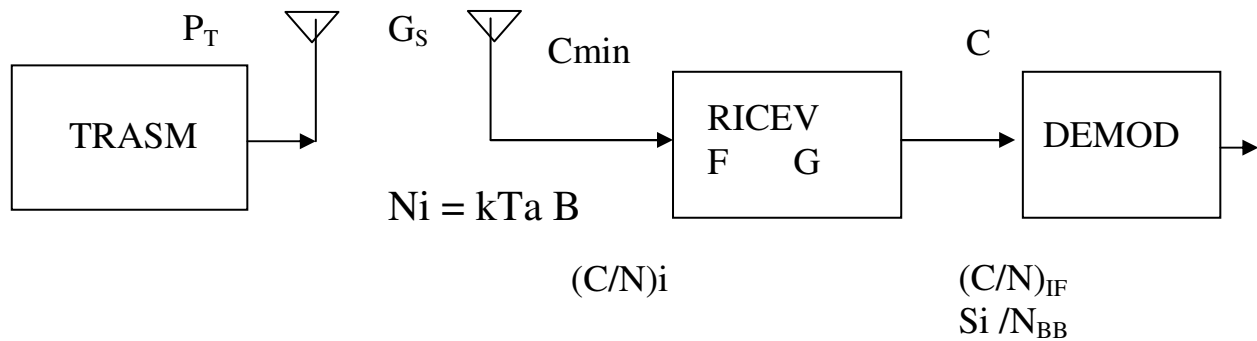 P_T G_S Cmin C
TRASM
RICEV
F G
DEMOD
Ni = kTa B
(C/N)i
(C/N)_IF
Si /N_BB